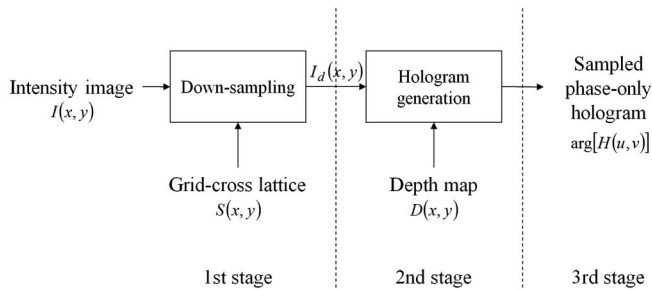 Intensity image
I(x, y)
Down-sampling
I_d(x, y)
Hologram
generation
Sampled
phase-only
hologram
arg[H(u, v)]
Grid-cross lattice
S(x, y)
Depth map
D(x, y)
1st stage
2nd stage
3rd stage